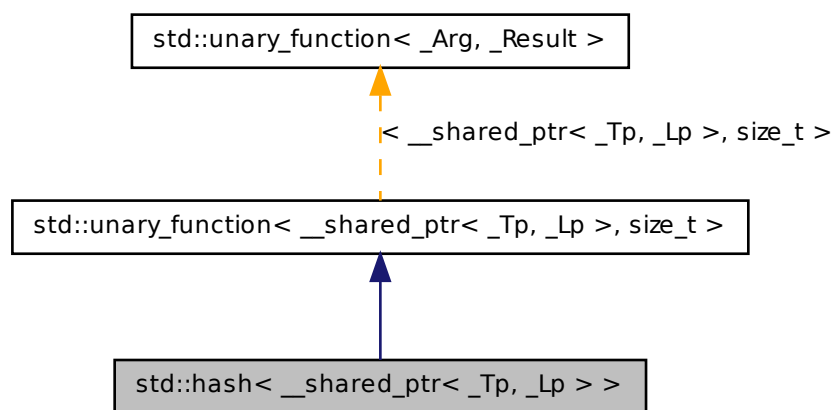 std::unary_function< _Arg, _Result >
< __shared_ptr< _Tp, _Lp >, size_t >
std::unary_function< __shared_ptr< _Tp, _Lp >, size_t >
std::hash< __shared_ptr< _Tp, _Lp > >